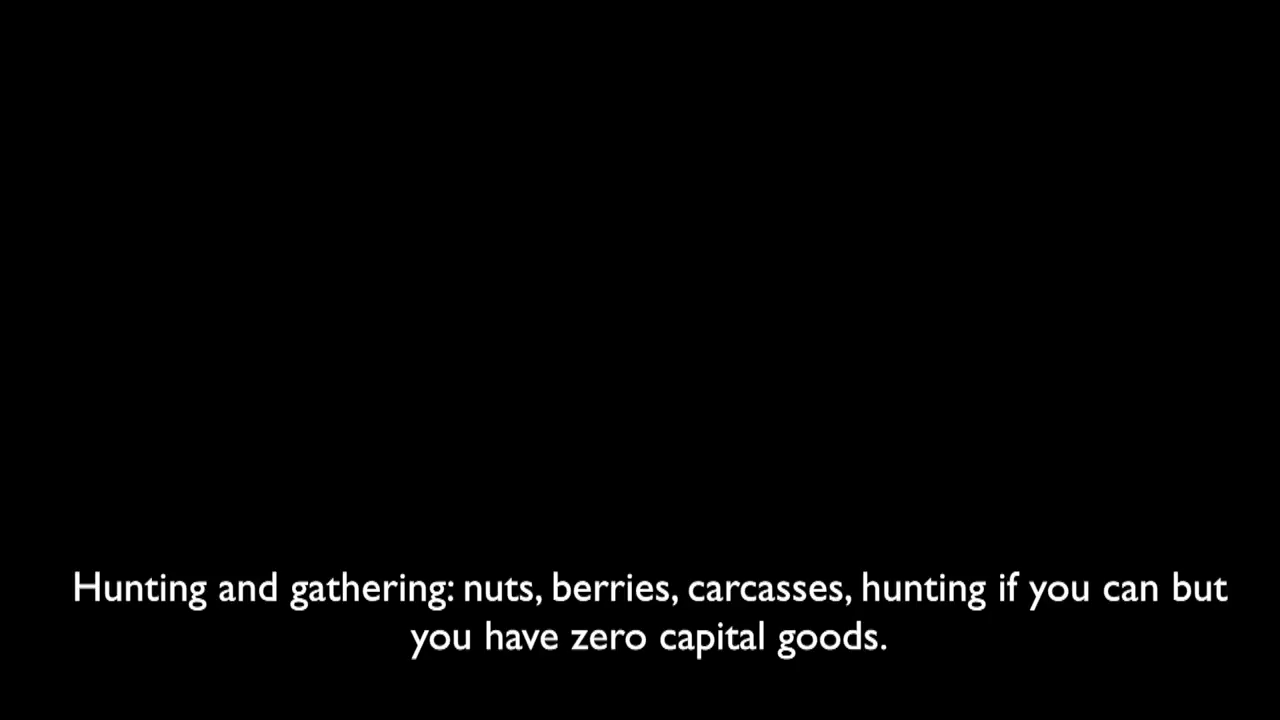 Hunting and gathering: nuts, berries, carcasses, hunting if you can but
you have zero capital goods.